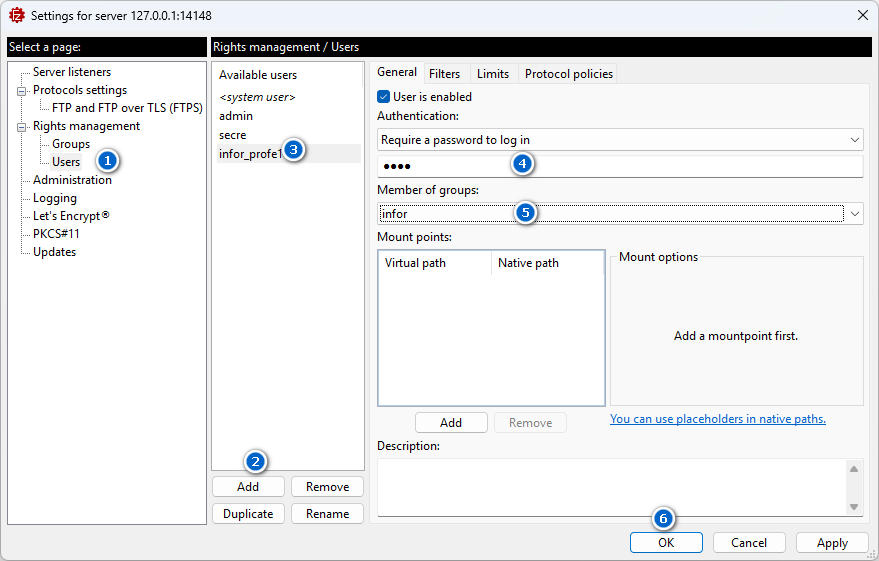 Settings for server 127.0.0.1:14148
Select a page:
Server listeners
Protocols settings
FTP and FTP over TLS (FTPS)
Rights management
Groups
Users
1
Administration
Logging
Let's Encrypt®
PKCS#11
Updates
Rights management / Users
Available users
<system user>
admin
secre
infor_profe1
3
2
Add
Remove
Duplicate
Rename
General
Filters
Limits
Protocol policies
User is enabled
Authentication:
Require a password to log in
4
Member of groups:
infor
5
Mount points:
Virtual path
Native path
Add
Remove
Mount options
Add a mountpoint first.
You can use placeholders in native paths.
Description:
6
OK
Cancel
Apply